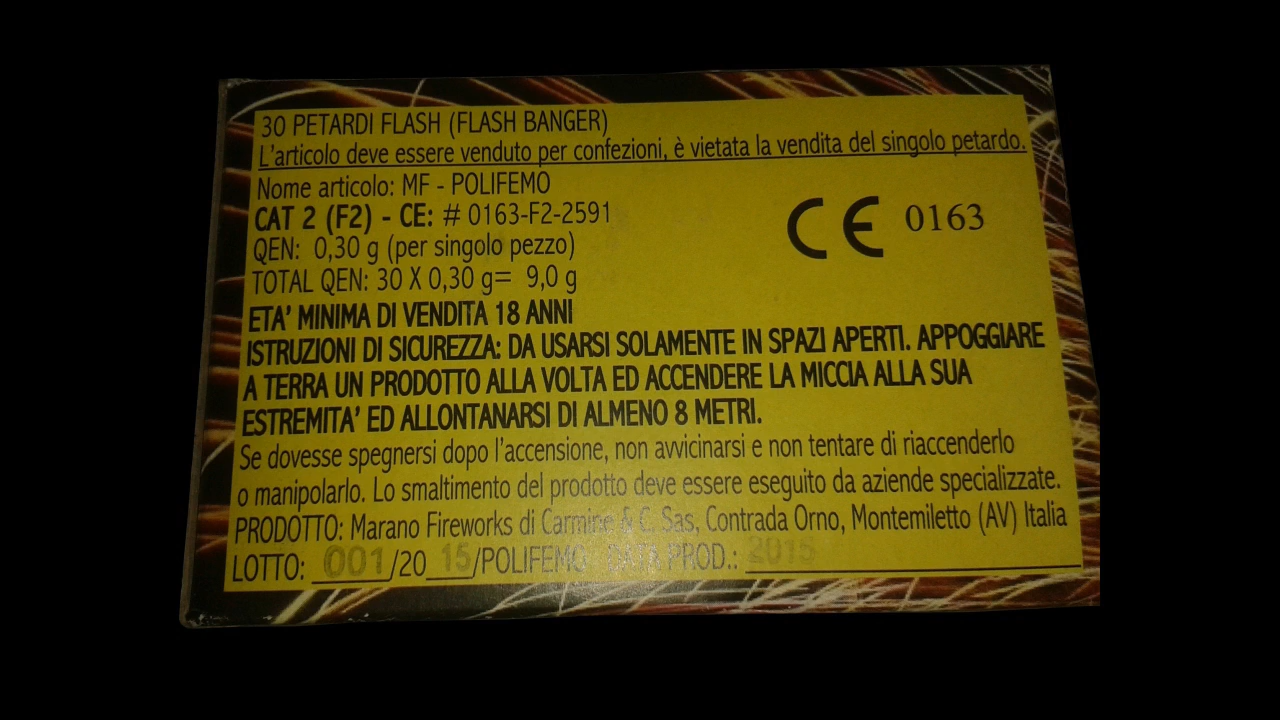 30 PETARDI FLASH (FLASH BANGER)
L'articolo deve essere venduto per confezioni, è vietata la vendita del singolo petardo.
Nome articolo: MF - POLIFEMO
CAT 2 (F2) - CE: # 0163-F2-2591
CE 0163
QEN: 0,30 g (per singolo pezzo)
TOTAL QEN: 30 X 0,30 g= 9,0 g
ETA' MINIMA DI VENDITA 18 ANNI
ISTRUZIONI DI SICUREZZA: DA USARSI SOLAMENTE IN SPAZI APERTI. APPOGGIARE
A TERRA UN PRODOTTO ALLA VOLTA ED ACCENDERE LA MICCIA ALLA SUA
ESTREMITA' ED ALLONTANARSI DI ALMENO 8 METRI.
Se dovesse spegnersi dopo l'accensione, non avvicinarsi e non tentare di riaccenderlo
o manipolarlo. Lo smaltimento del prodotto deve essere eseguito da aziende specializzate.
PRODOTTO: Marano Fireworks di Carmine & C. Sas, Contrada Orno, Montemiletto (AV) Italia
LOTTO: 001/20 15/POLIFEMO DATA PROD.: 2015